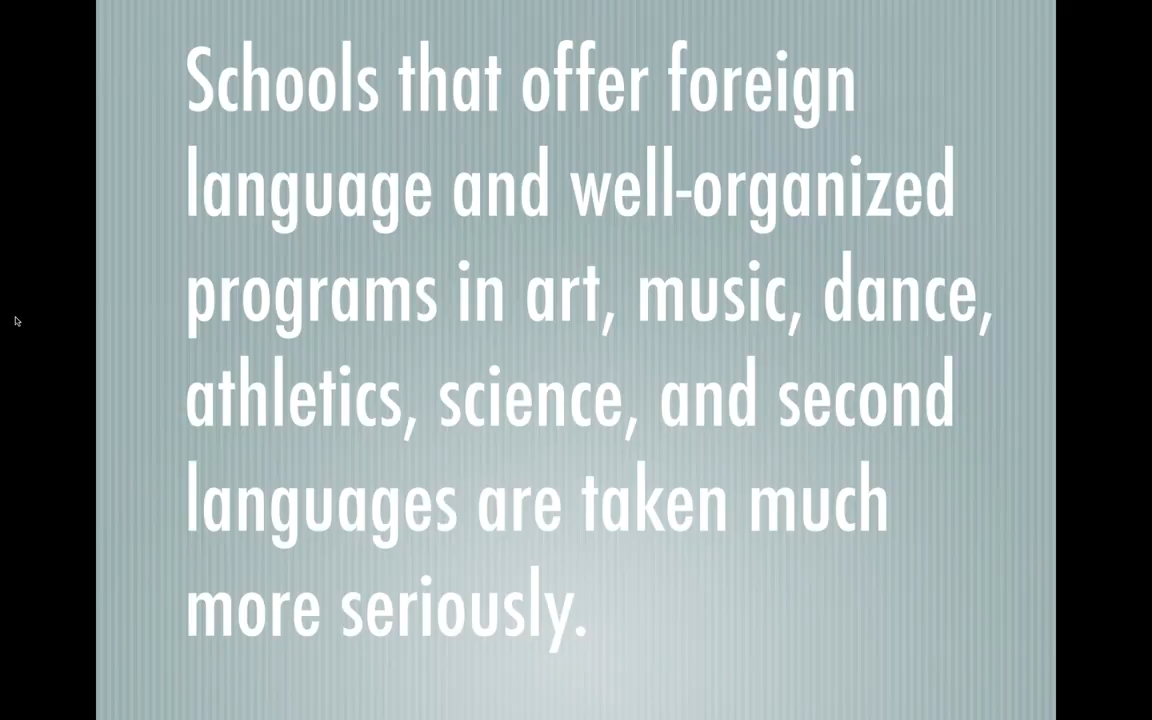 Schools that offer foreign
language and well-organized
programs in art, music, dance,
athletics, science, and second
languages are taken much
more seriously.